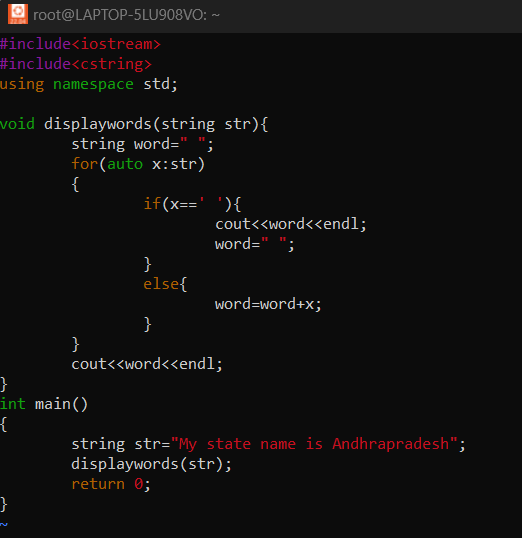 root@LAPTOP-5LU908VO: ~
#include<iostream>
#include<cstring>
using namespace std;

void displaywords(string str){
        string word=" ";
        for(auto x:str)
        {
                if(x==' '){
                        cout<<word<<endl;
                        word=" ";
                }
                else{
                        word=word+x;
                }
        }
        cout<<word<<endl;
}
int main()
{
        string str="My state name is Andhrapradesh";
        displaywords(str);
        return 0;
}
~